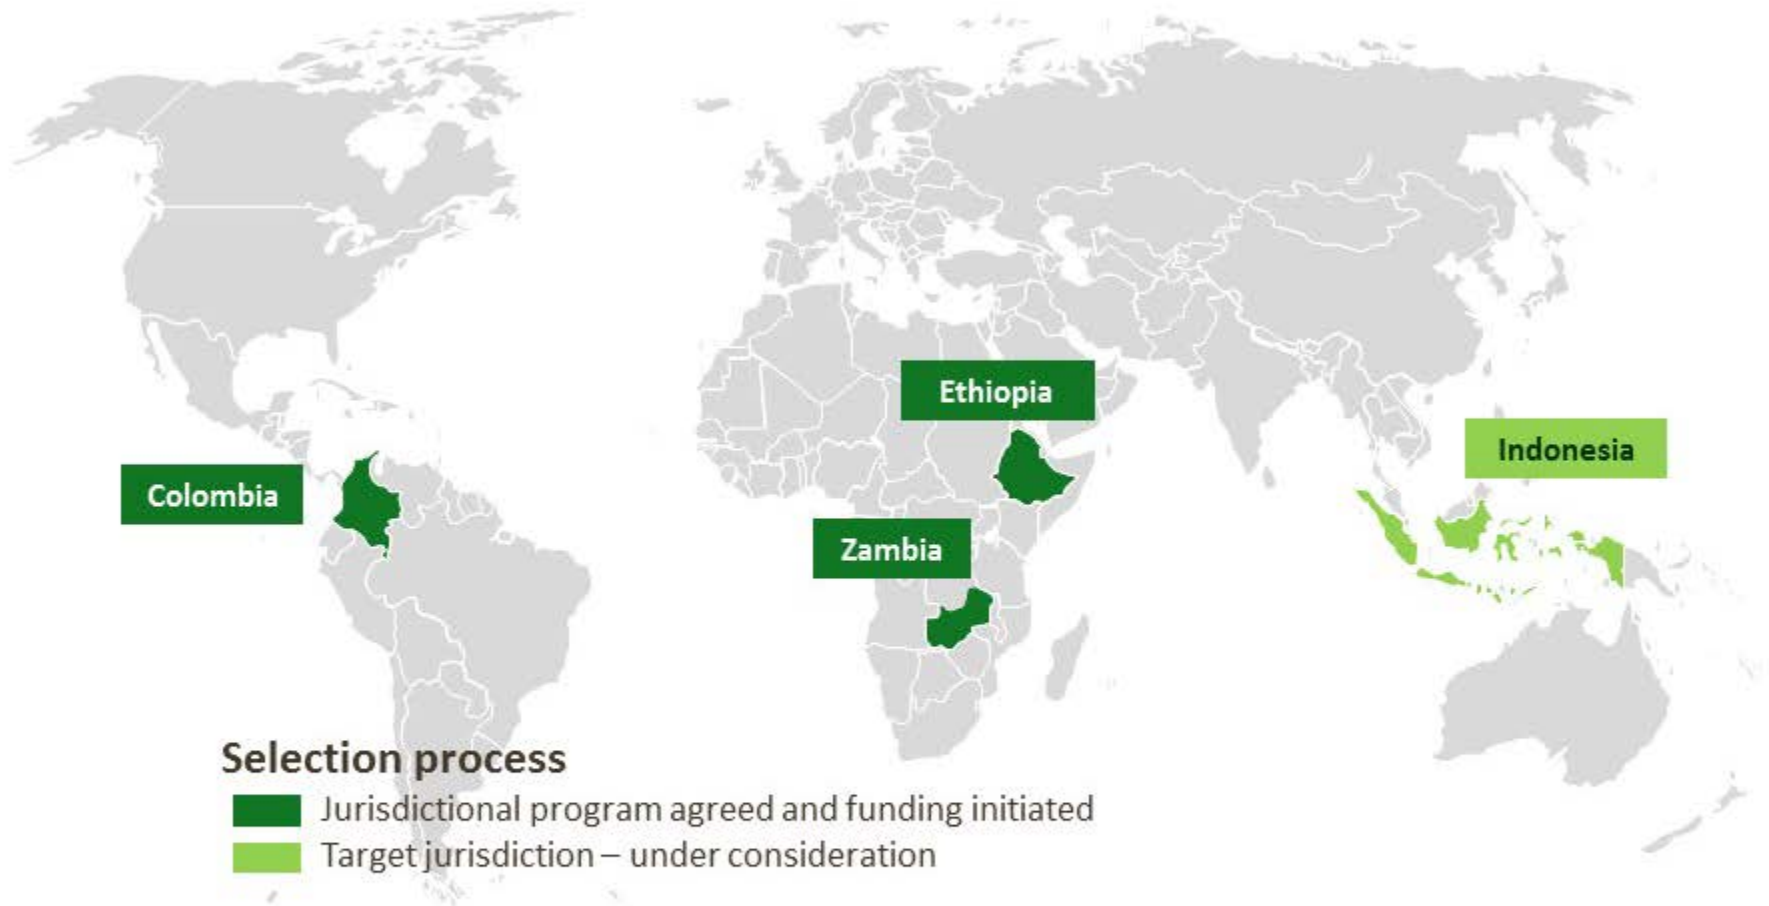 Ethiopia
Indonesia
Colombia
Zambia
Selection process
Jurisdictional program agreed and funding initiated
Target jurisdiction – under consideration